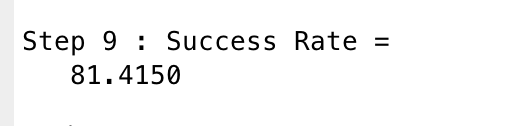 Step 9 : Success Rate =
81.4150